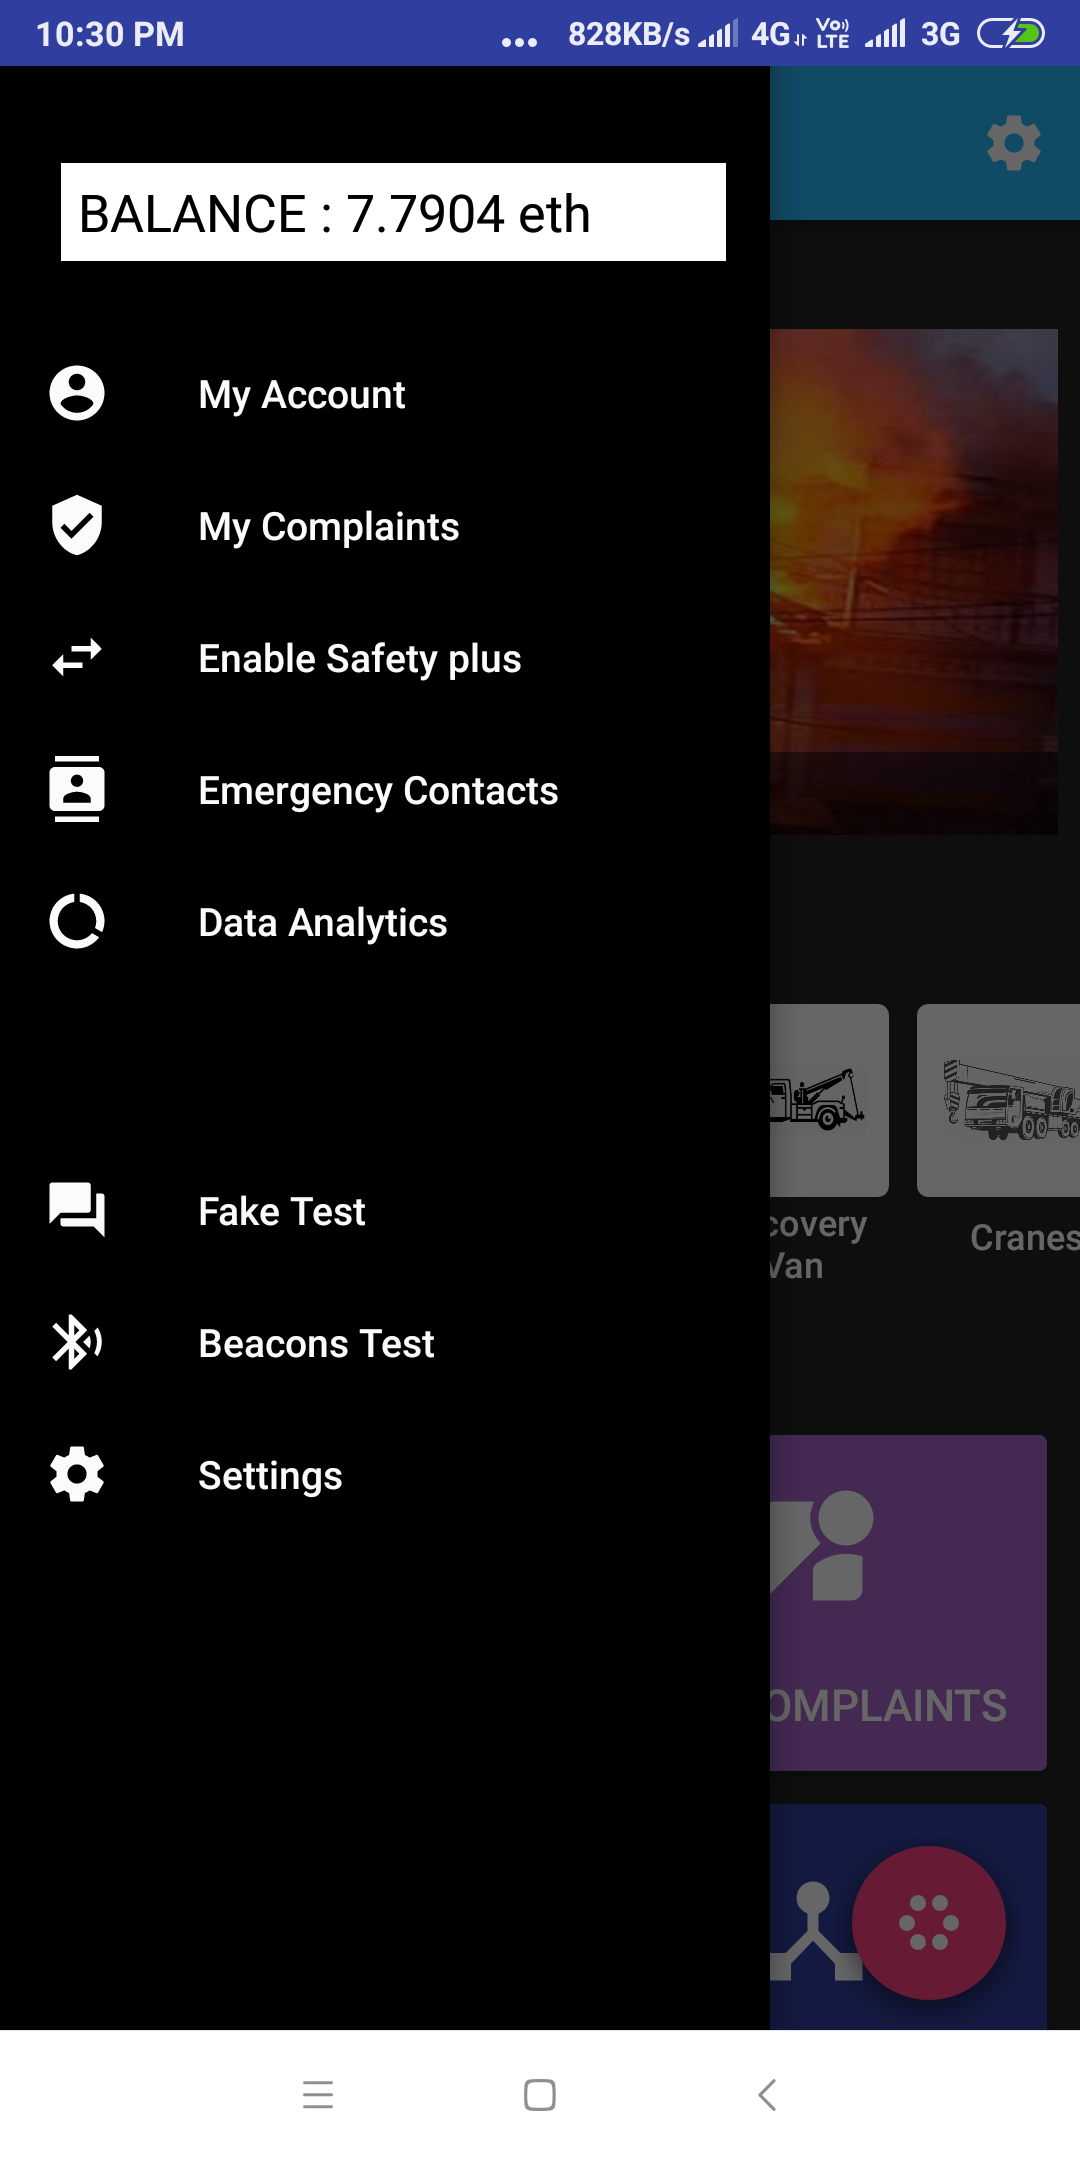 10:30 PM ... 828KB/s 4G Vo)) LTE 3G
BALANCE : 7.7904 eth
My Account
My Complaints
Enable Safety plus
Emergency Contacts
Data Analytics
Fake Test
covery
Van
Cranes
Beacons Test
Settings
OMPLAINTS